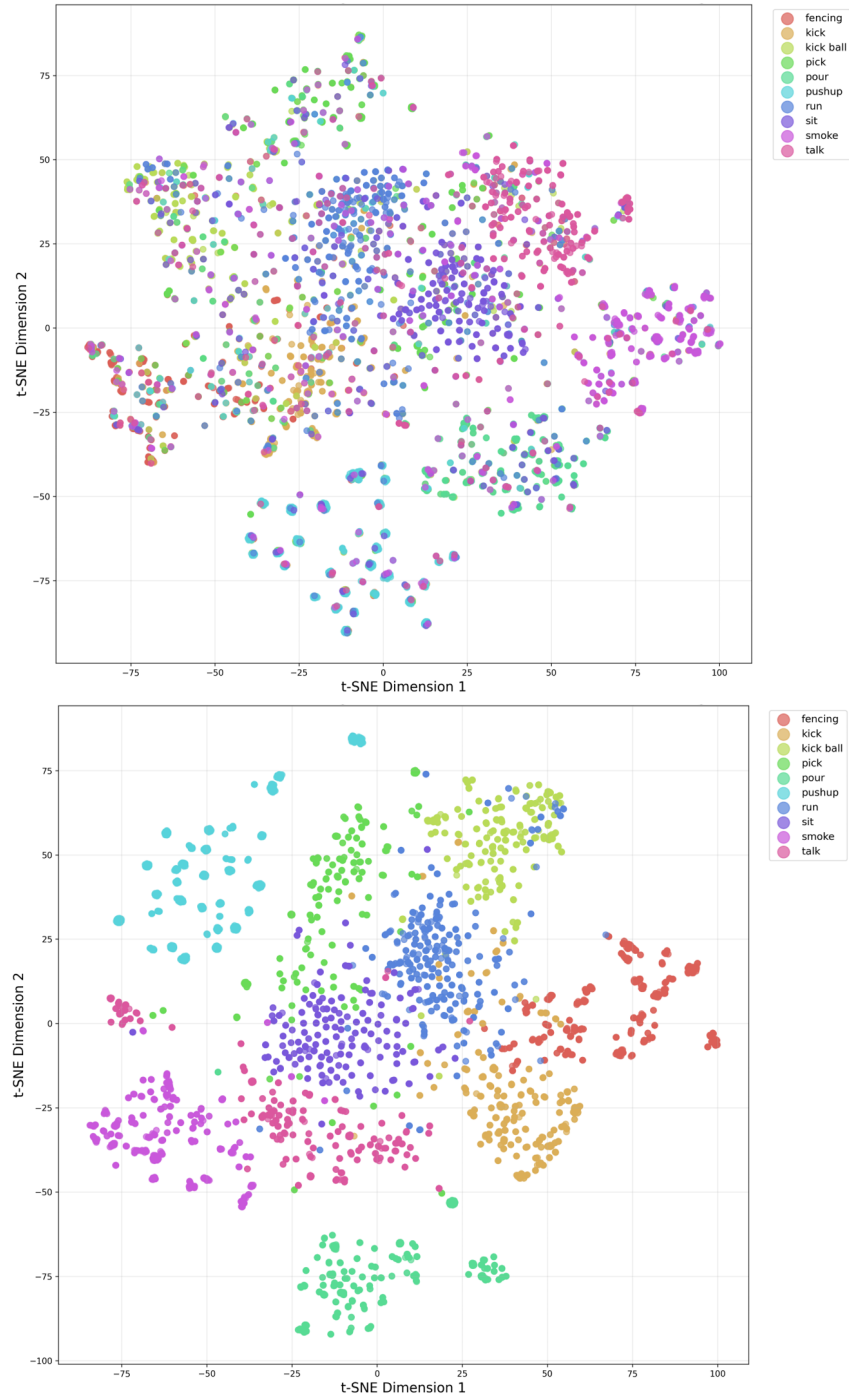 fencing
kick
kick ball
pick
pour
pushup
run
sit
smoke
talk
75
50
25
0
−25
−50
−75
t-SNE Dimension 2
−75
−50
−25
0
25
50
75
100
t-SNE Dimension 1
fencing
kick
kick ball
pick
pour
pushup
run
sit
smoke
talk
75
50
25
0
−25
−50
−75
−100
t-SNE Dimension 2
−75
−50
−25
0
25
50
75
100
t-SNE Dimension 1